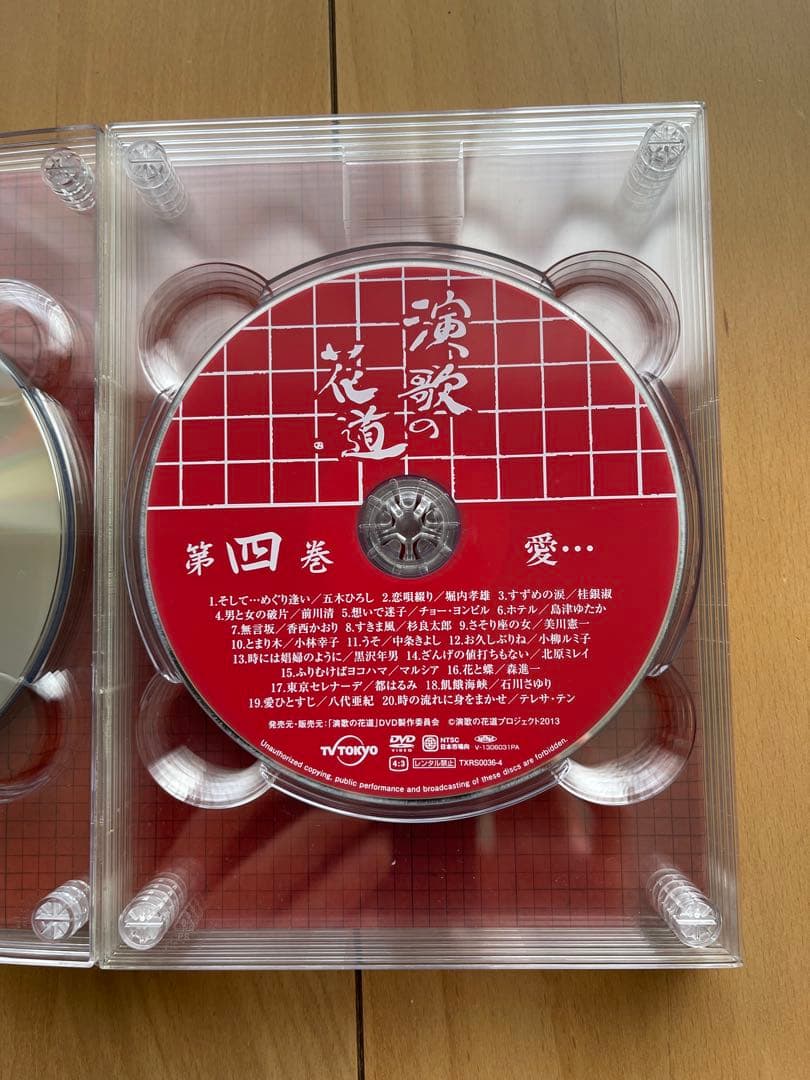 演歌の
花道
第四巻 愛…
1.そして…めぐり逢い／五木ひろし 2.恋唄綴り／堀内孝雄 3.すずめの涙／桂銀淑
4.男と女の破片／前川清 5.想いで迷子／チョー・ヨンピル 6.ホテル／島津ゆたか
7.無言坂／香西かおり 8.すきま風／杉良太郎 9.さそり座の女／美川憲一
10.とまり木／小林幸子 11.うそ／中条きよし 12.お久しぶりね／小柳ルミ子
13.時には娼婦のように／黒沢年男 14.ざんげの値打ちもない／北原ミレイ
15.ふりむけばヨコハマ／マルシア 16.花と蝶／森進一
17.東京セレナーデ／都はるみ 18.飢餓海峡／石川さゆり
19.愛ひとすじ／八代亜紀 20.時の流れに身をまかせ／テレサ・テン
発売元・販売元：「演歌の花道」DVD製作委員会 ©演歌の花道プロジェクト2013
TV TOKYO DVD VIDEO NTSC 日本市場向 V-1306031PA
4:3 レンタル禁止 TXRS0036-4
Unauthorized copying, public performance and broadcasting of these discs are forbidden.